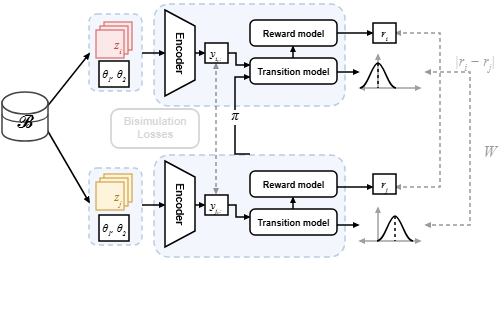 z_i
θ_1, θ_2
Encoder
y_{i,:}
Reward model
Transition model
r_i
|r_i − r_j|
𝓑
Bisimulation
Losses
π
W
z_j
θ_1, θ_2
Encoder
y_{j,:}
Reward model
Transition model
r_j